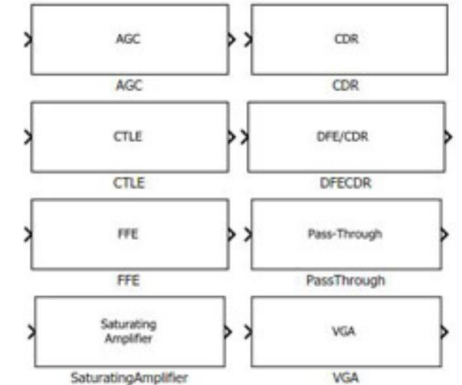 AGC
CDR
AGC
CDR
CTLE
DFE/CDR
CTLE
DFECDR
FFE
Pass-Through
FFE
PassThrough
Saturating
Amplifier
VGA
SaturatingAmplifier
VGA